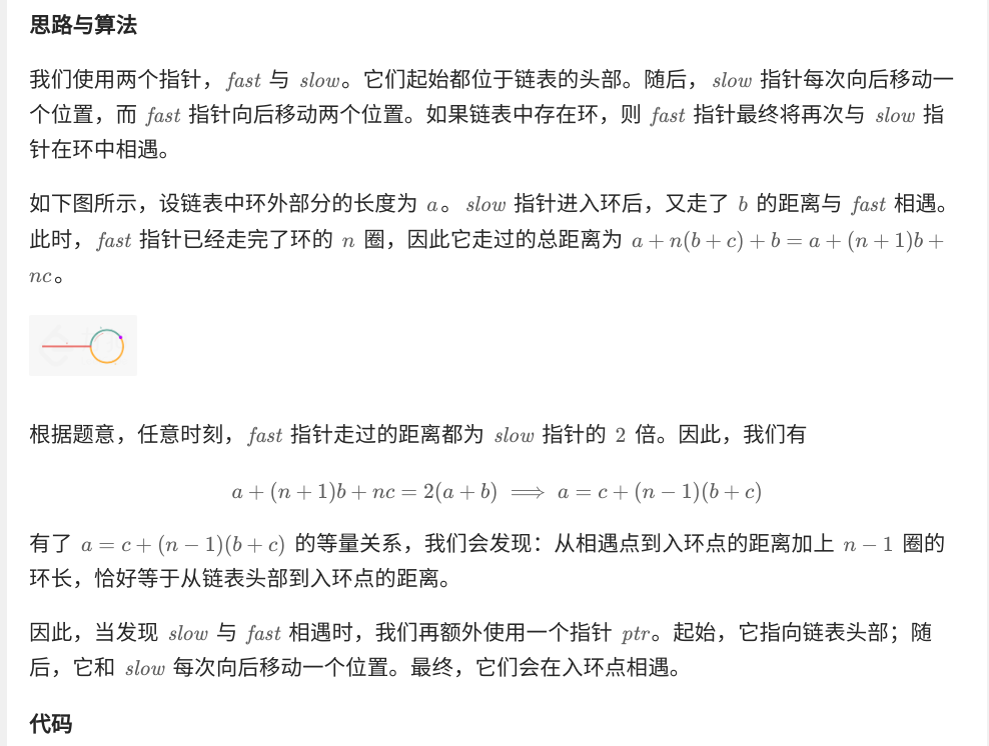 思路与算法
我们使用两个指针，fast 与 slow。它们起始都位于链表的头部。随后，slow 指针每次向后移动一
个位置，而 fast 指针向后移动两个位置。如果链表中存在环，则 fast 指针最终将再次与 slow 指
针在环中相遇。
如下图所示，设链表中环外部分的长度为 a。slow 指针进入环后，又走了 b 的距离与 fast 相遇。
此时，fast 指针已经走完了环的 n 圈，因此它走过的总距离为 a + n(b + c) + b = a + (n + 1)b +
nc。
根据题意，任意时刻，fast 指针走过的距离都为 slow 指针的 2 倍。因此，我们有
a + (n + 1)b + nc = 2(a + b) ⟹ a = c + (n − 1)(b + c)
有了 a = c + (n − 1)(b + c) 的等量关系，我们会发现：从相遇点到入环点的距离加上 n − 1 圈的
环长，恰好等于从链表头部到入环点的距离。
因此，当发现 slow 与 fast 相遇时，我们再额外使用一个指针 ptr。起始，它指向链表头部；随
后，它和 slow 每次向后移动一个位置。最终，它们会在入环点相遇。
代码